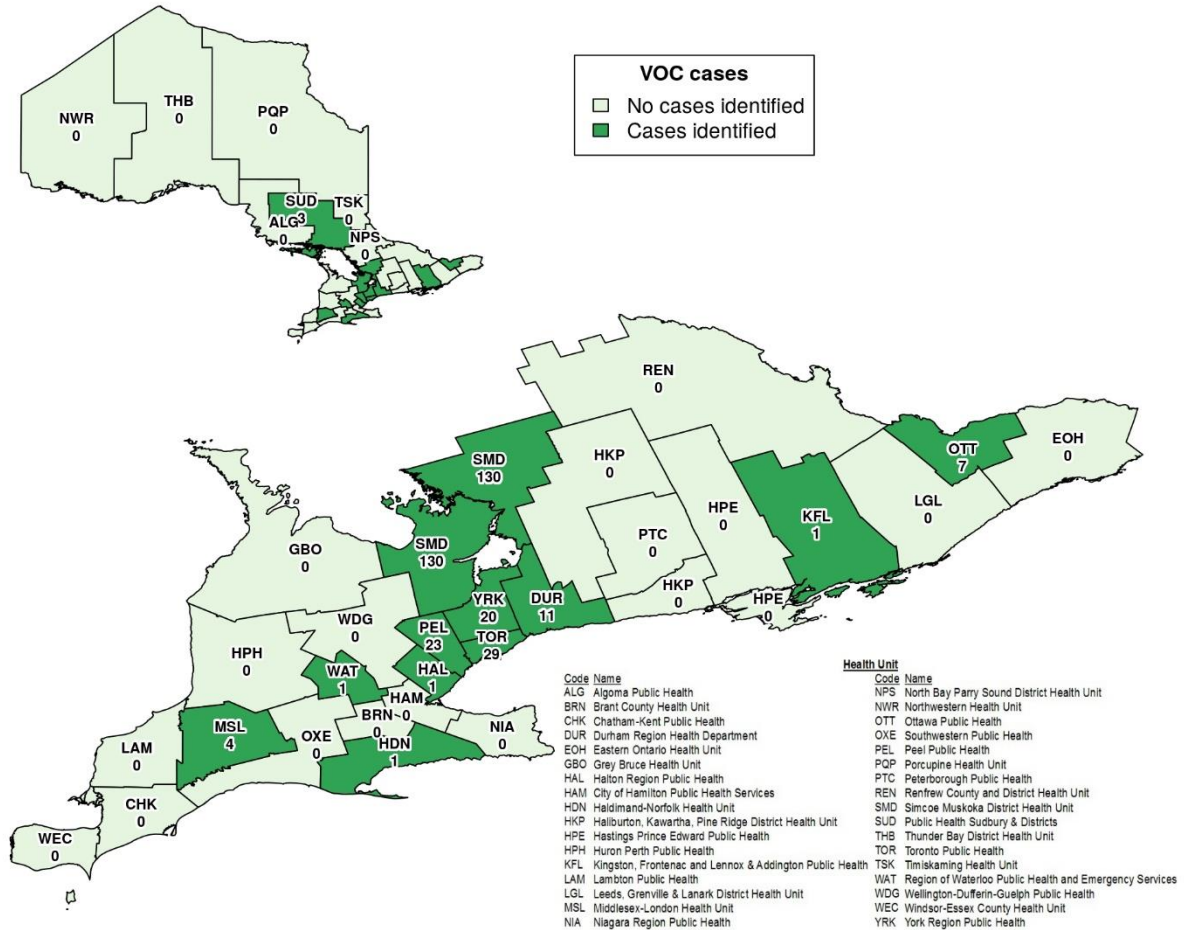 VOC cases
No cases identified
Cases identified
NWR
0
THB
0
PQP
0
SUD
3
TSK
0
ALG
0
NPS
0
REN
0
SMD
130
HKP
0
OTT
7
EOH
0
HPE
0
KFL
1
LGL
0
PTC
0
SMD
130
GBO
0
HKP
0
HPE
0
YRK
20
DUR
11
WDG
0
PEL
23
TOR
29
HPH
0
WAT
1
HAL
1
HAM
0
BRN
0
NIA
0
MSL
4
OXE
0
HDN
1
LAM
0
CHK
0
WEC
0
Health Unit
Code Name
ALG Algoma Public Health
BRN Brant County Health Unit
CHK Chatham-Kent Public Health
DUR Durham Region Health Department
EOH Eastern Ontario Health Unit
GBO Grey Bruce Health Unit
HAL Halton Region Public Health
HAM City of Hamilton Public Health Services
HDN Haldimand-Norfolk Health Unit
HKP Haliburton, Kawartha, Pine Ridge District Health Unit
HPE Hastings Prince Edward Public Health
HPH Huron Perth Public Health
KFL Kingston, Frontenac and Lennox & Addington Public Health
LAM Lambton Public Health
LGL Leeds, Grenville & Lanark District Health Unit
MSL Middlesex-London Health Unit
NIA Niagara Region Public Health
Code Name
NPS North Bay Parry Sound District Health Unit
NWR Northwestern Health Unit
OTT Ottawa Public Health
OXE Southwestern Public Health
PEL Peel Public Health
PQP Porcupine Health Unit
PTC Peterborough Public Health
REN Renfrew County and District Health Unit
SMD Simcoe Muskoka District Health Unit
SUD Public Health Sudbury & Districts
THB Thunder Bay District Health Unit
TOR Toronto Public Health
TSK Timiskaming Health Unit
WAT Region of Waterloo Public Health and Emergency Services
WDG Wellington-Dufferin-Guelph Public Health
WEC Windsor-Essex County Health Unit
YRK York Region Public Health